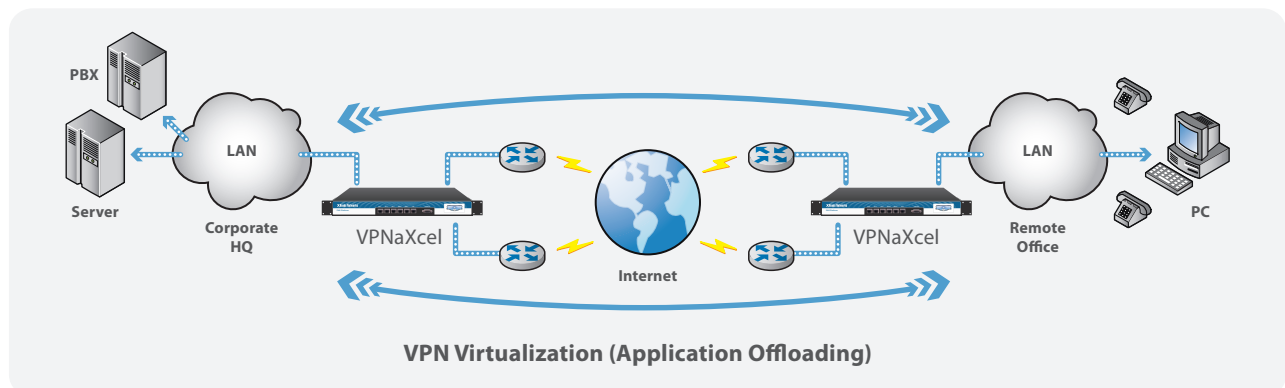 PBX
Server
LAN
Corporate
HQ
VPNaXcel
Internet
VPNaXcel
LAN
Remote
Office
PC
VPN Virtualization (Application Offloading)